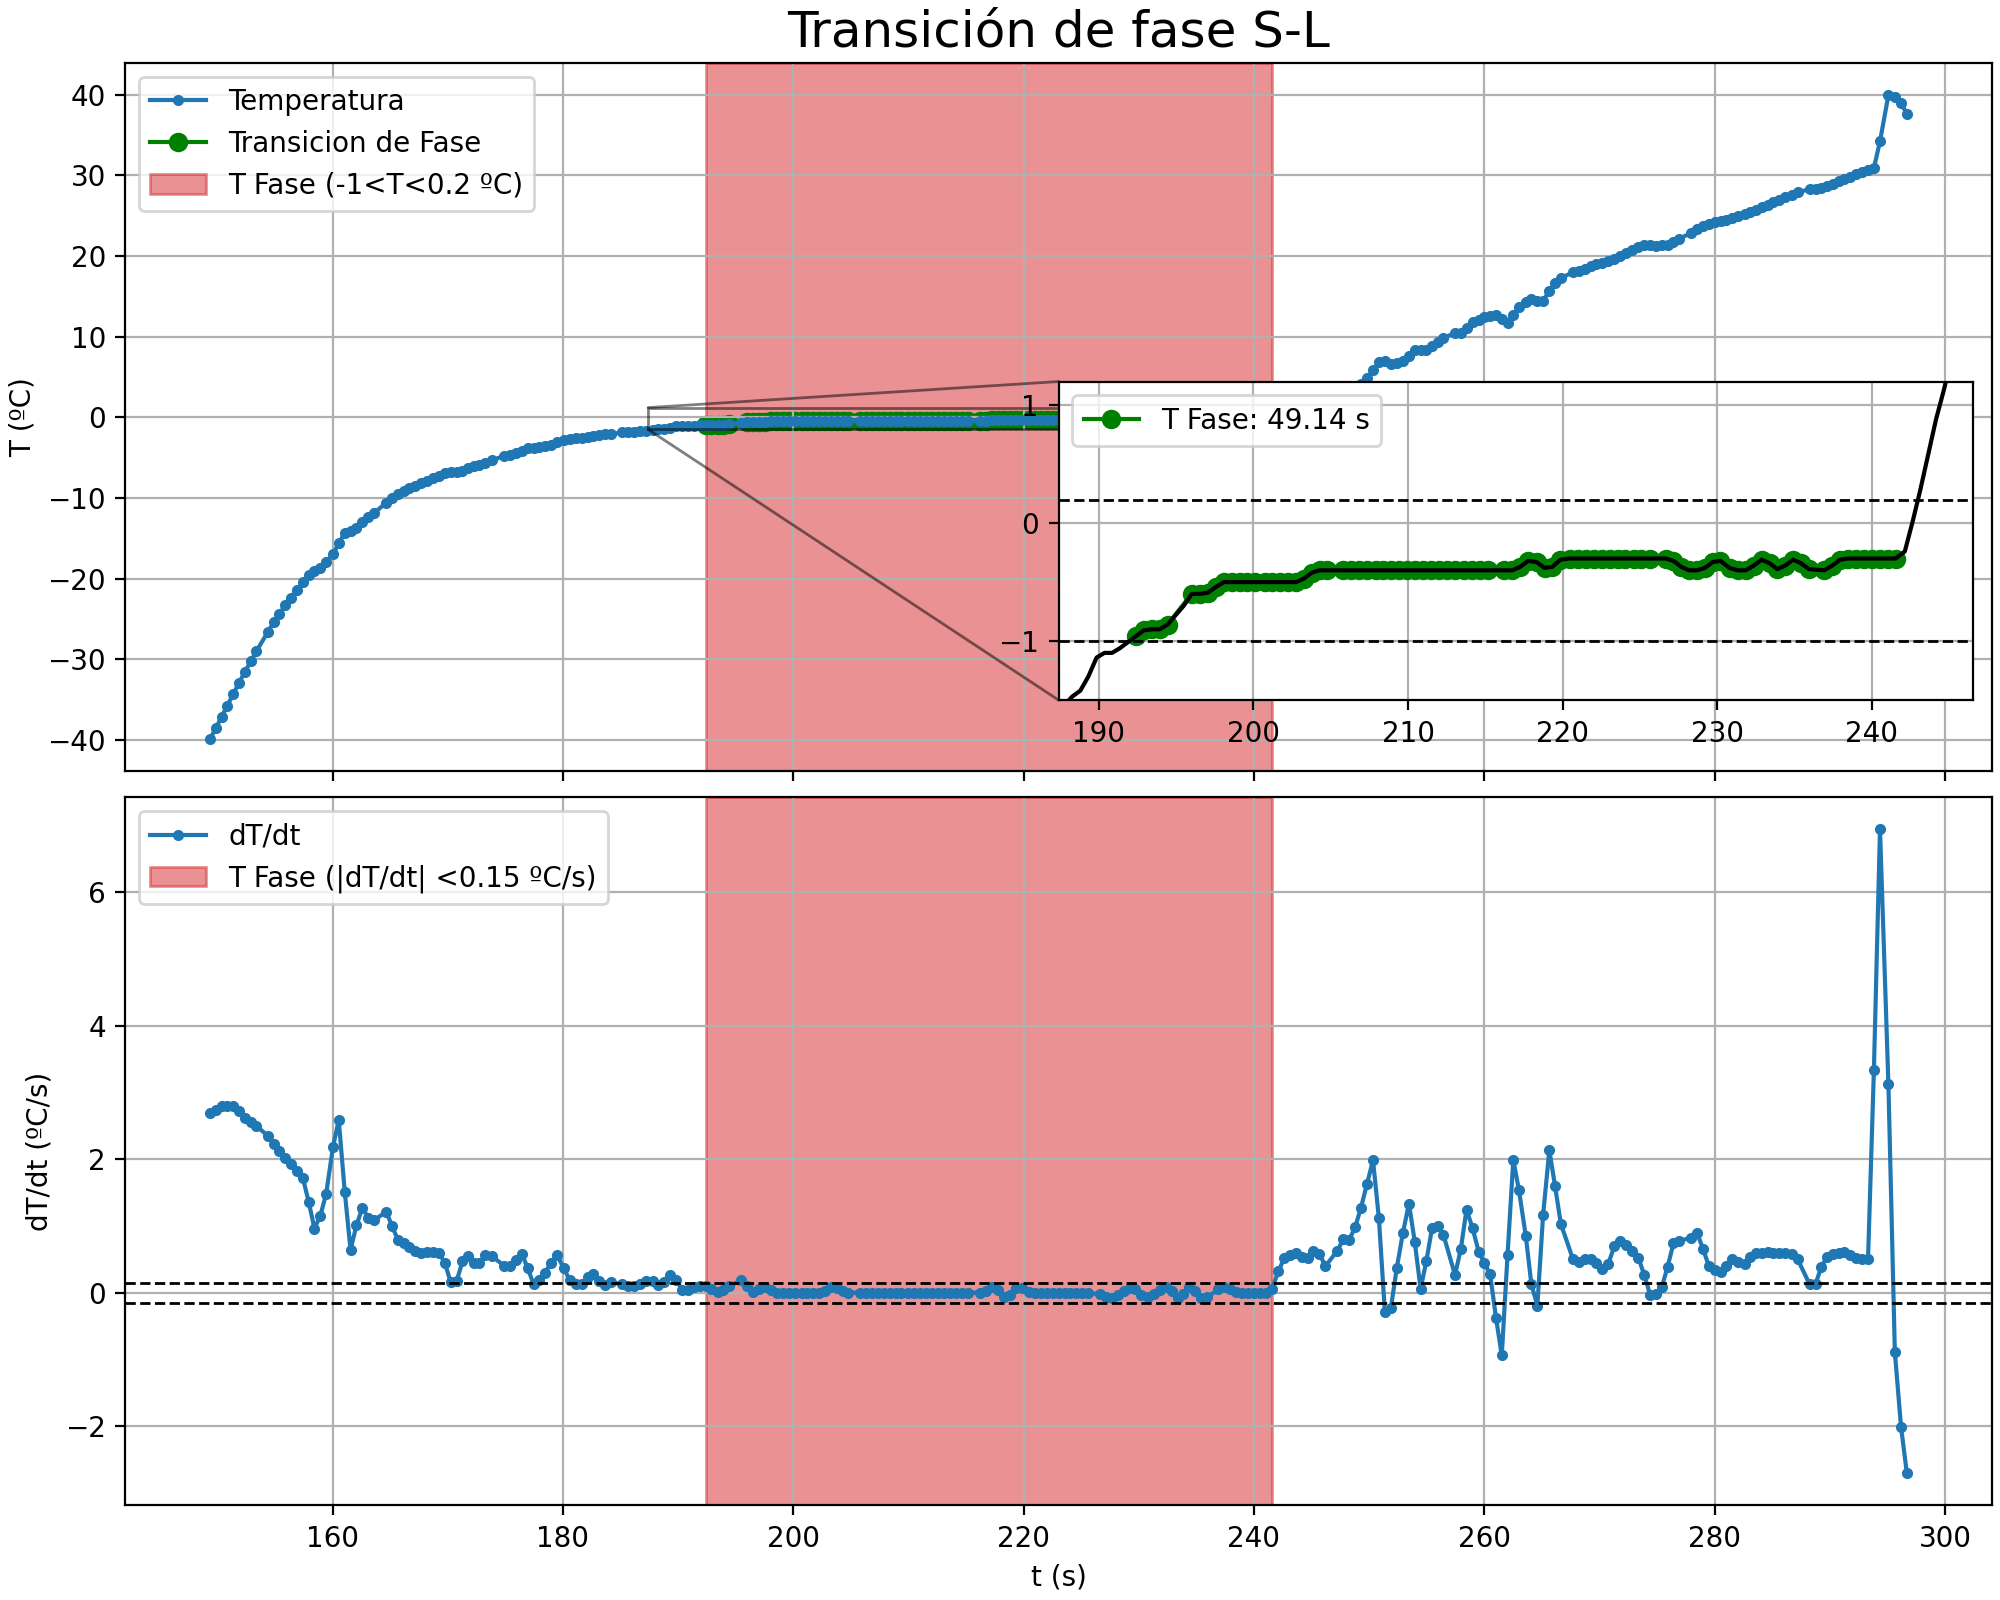 Transición de fase S-L
T (ºC)
40
30
20
10
0
−10
−20
−30
−40
Temperatura
Transicion de Fase
T Fase (-1<T<0.2 ºC)
1
0
−1
T Fase: 49.14 s
190 200 210 220 230 240
dT/dt (ºC/s)
6
4
2
0
−2
dT/dt
T Fase (|dT/dt| <0.15 ºC/s)
160 180 200 220 240 260 280 300
t (s)